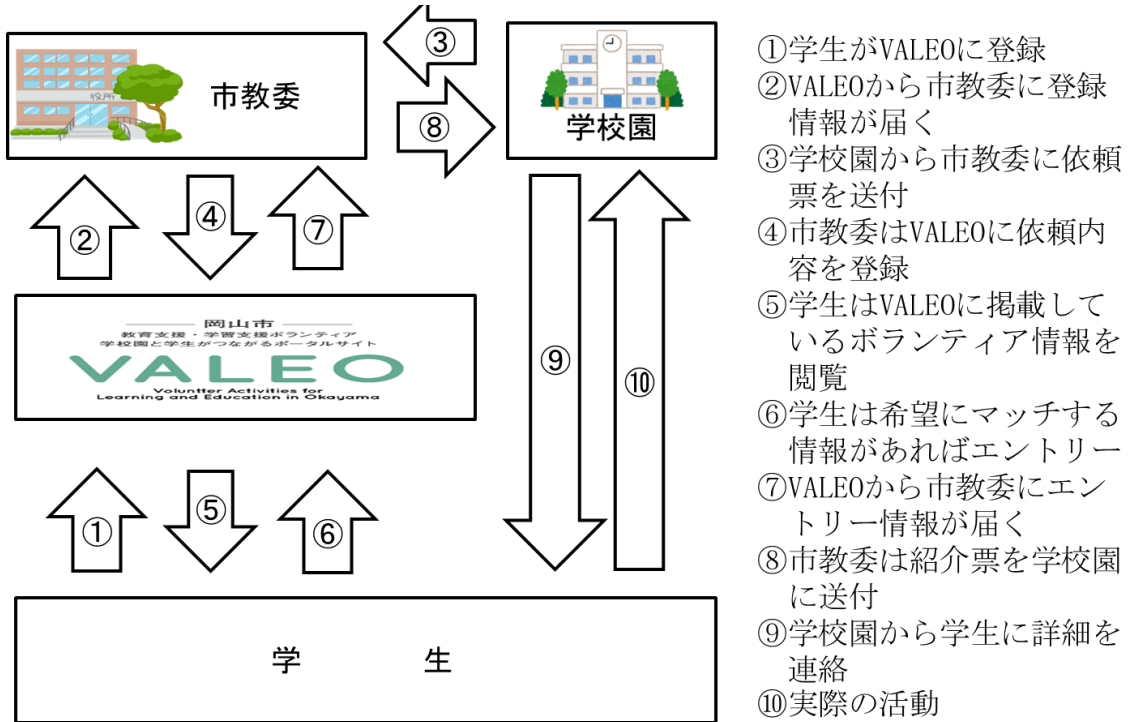 ③
市教委
役所
⑧
学校園
②
④
⑦
岡山市
教育支援・学習支援ボランティア
学校園と学生がつながるポータルサイト
VALEO
Voluntter Activities for
Learning and Education in Okayama
⑨
⑩
①
⑤
⑥
学 生
①学生がVALEOに登録
②VALEOから市教委に登録
情報が届く
③学校園から市教委に依頼
票を送付
④市教委はVALEOに依頼内
容を登録
⑤学生はVALEOに掲載して
いるボランティア情報を
閲覧
⑥学生は希望にマッチする
情報があればエントリー
⑦VALEOから市教委にエン
トリー情報が届く
⑧市教委は紹介票を学校園
に送付
⑨学校園から学生に詳細を
連絡
⑩実際の活動